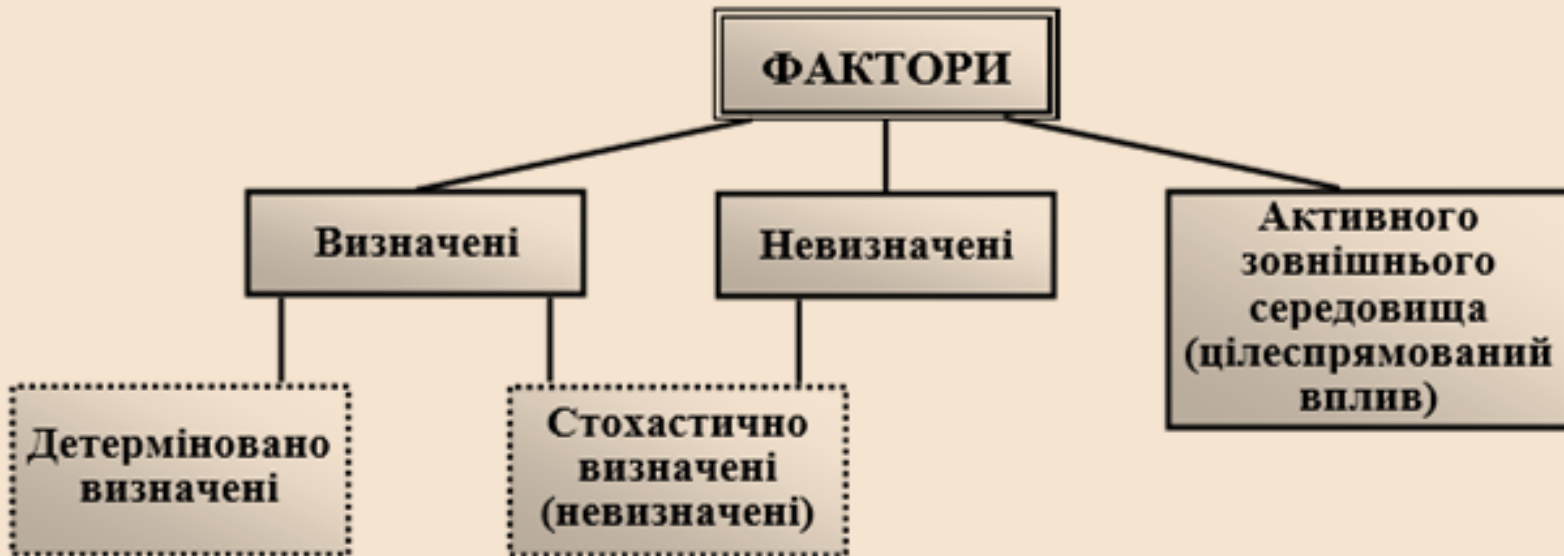 ФАКТОРИ
Визначені
Невизначені
Активного
зовнішнього
середовища
(цілеспрямований
вплив)
Детерміновано
визначені
Стохастично
визначені
(невизначені)